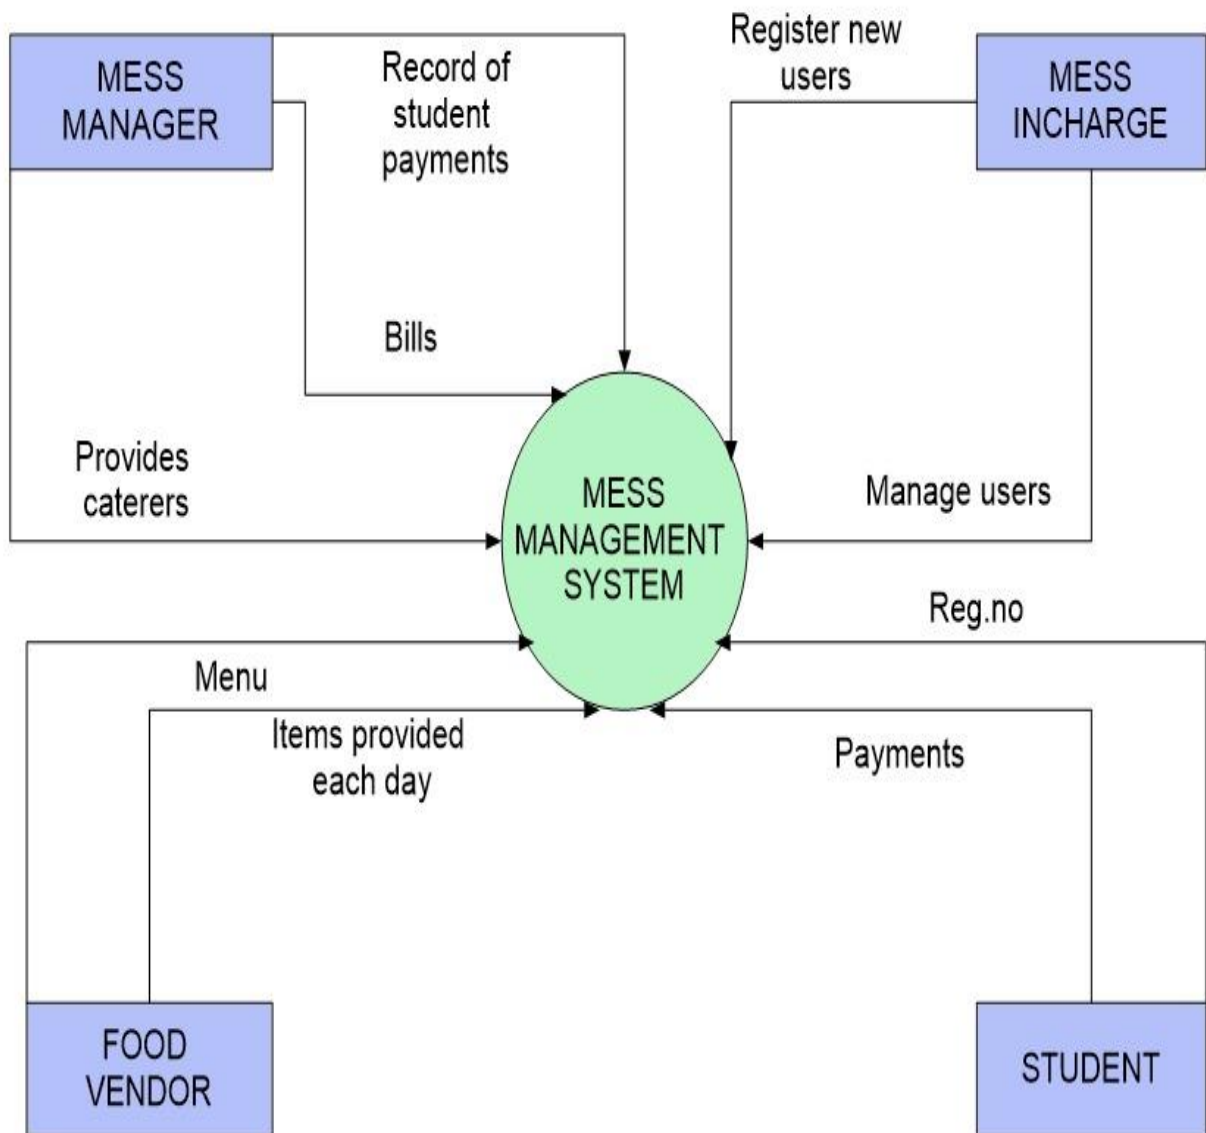 MESS
MANAGER
Record of
student
payments
Register new
users
MESS
INCHARGE
Bills
Provides
caterers
MESS
MANAGEMENT
SYSTEM
Manage users
Reg.no
Menu
Items provided
each day
Payments
FOOD
VENDOR
STUDENT